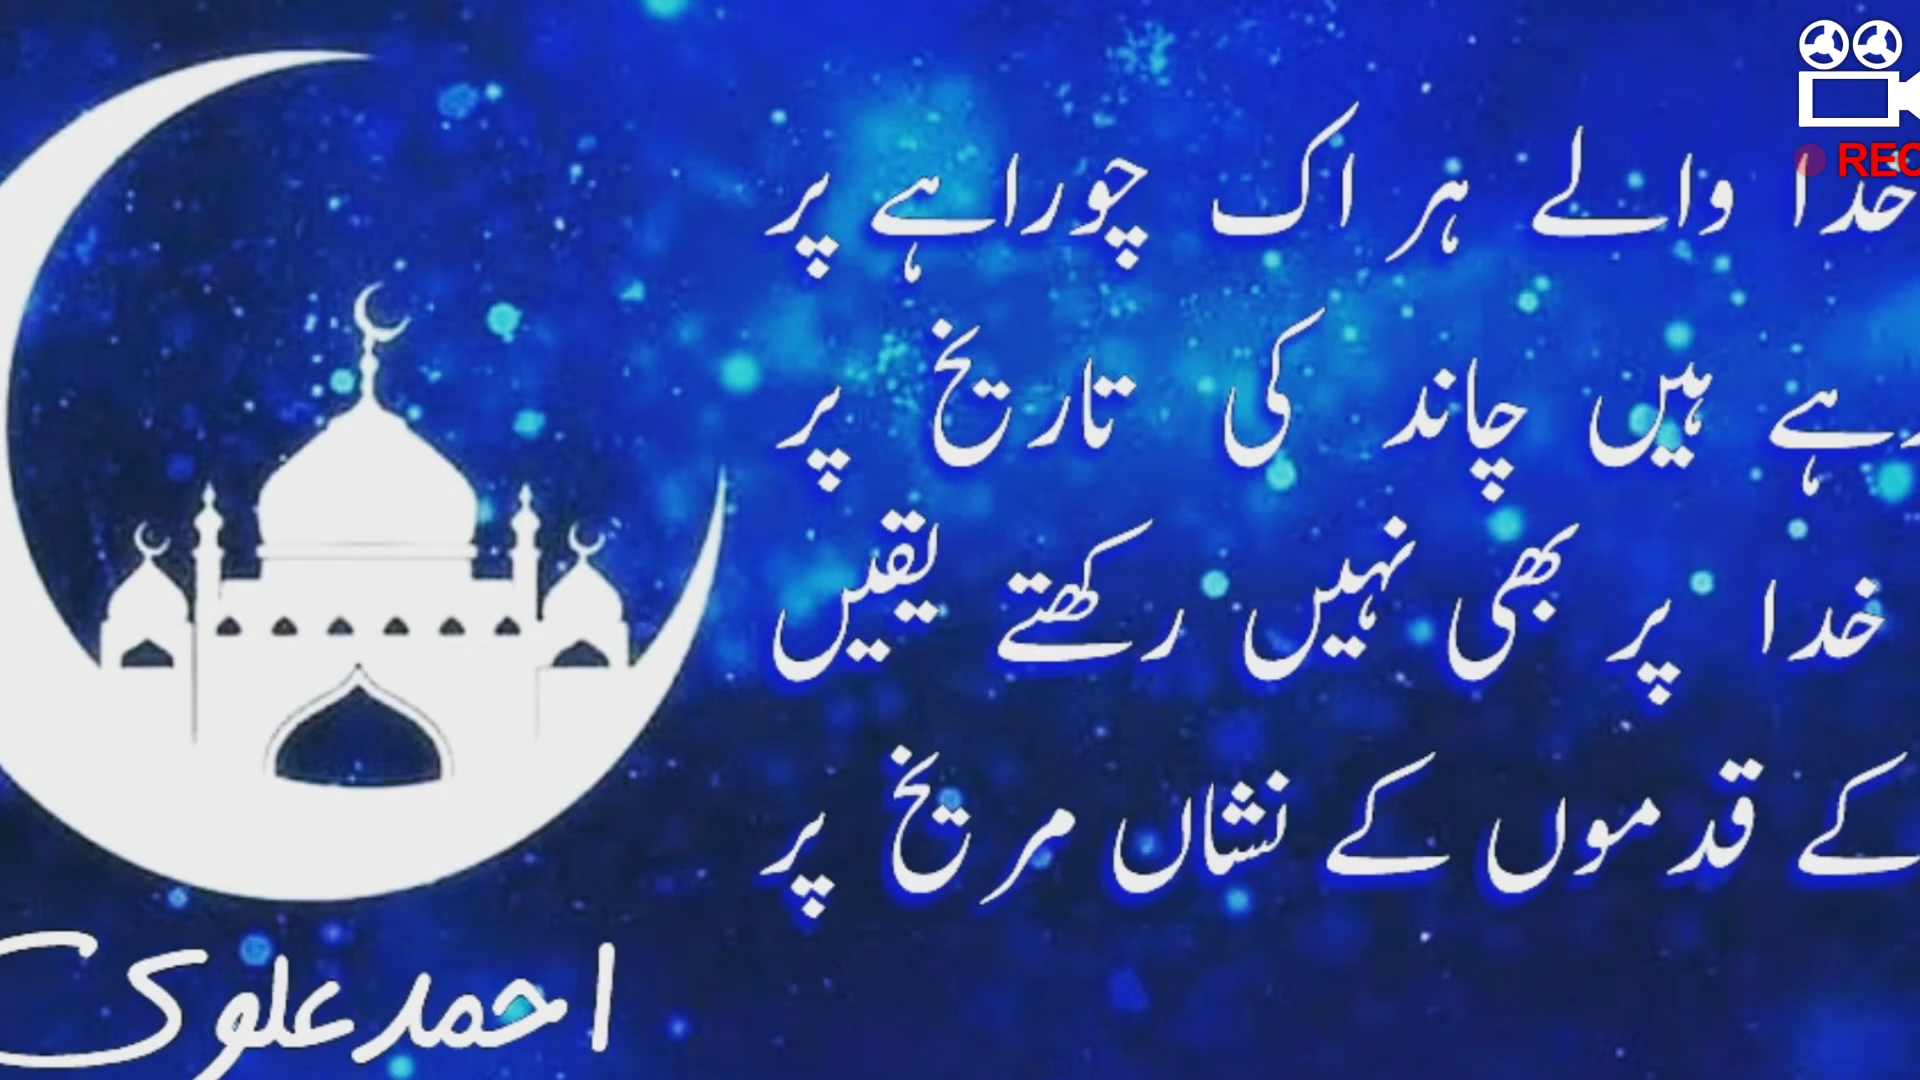 REC
خدا والے ہر اک چوراہے پر
رہے ہیں چاند کی تاریخ پر
خدا پر بھی نہیں رکھتے یقیں
کے قدموں کے نشاں مریخ پر
احمد علوی